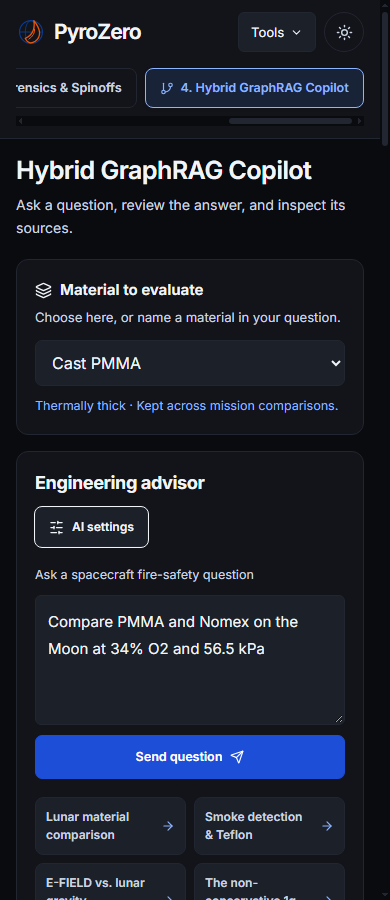 PyroZero
Tools
rensics & Spinoffs
4. Hybrid GraphRAG Copilot
Hybrid GraphRAG Copilot
Ask a question, review the answer, and inspect its
sources.
Material to evaluate
Choose here, or name a material in your question.
Cast PMMA
Thermally thick · Kept across mission comparisons.
Engineering advisor
AI settings
Ask a spacecraft fire-safety question
Compare PMMA and Nomex on the
Moon at 34% O2 and 56.5 kPa
Send question
Lunar material
comparison
Smoke detection
& Teflon
E-FIELD vs. lunar
gravity
The non-
conservative 1g